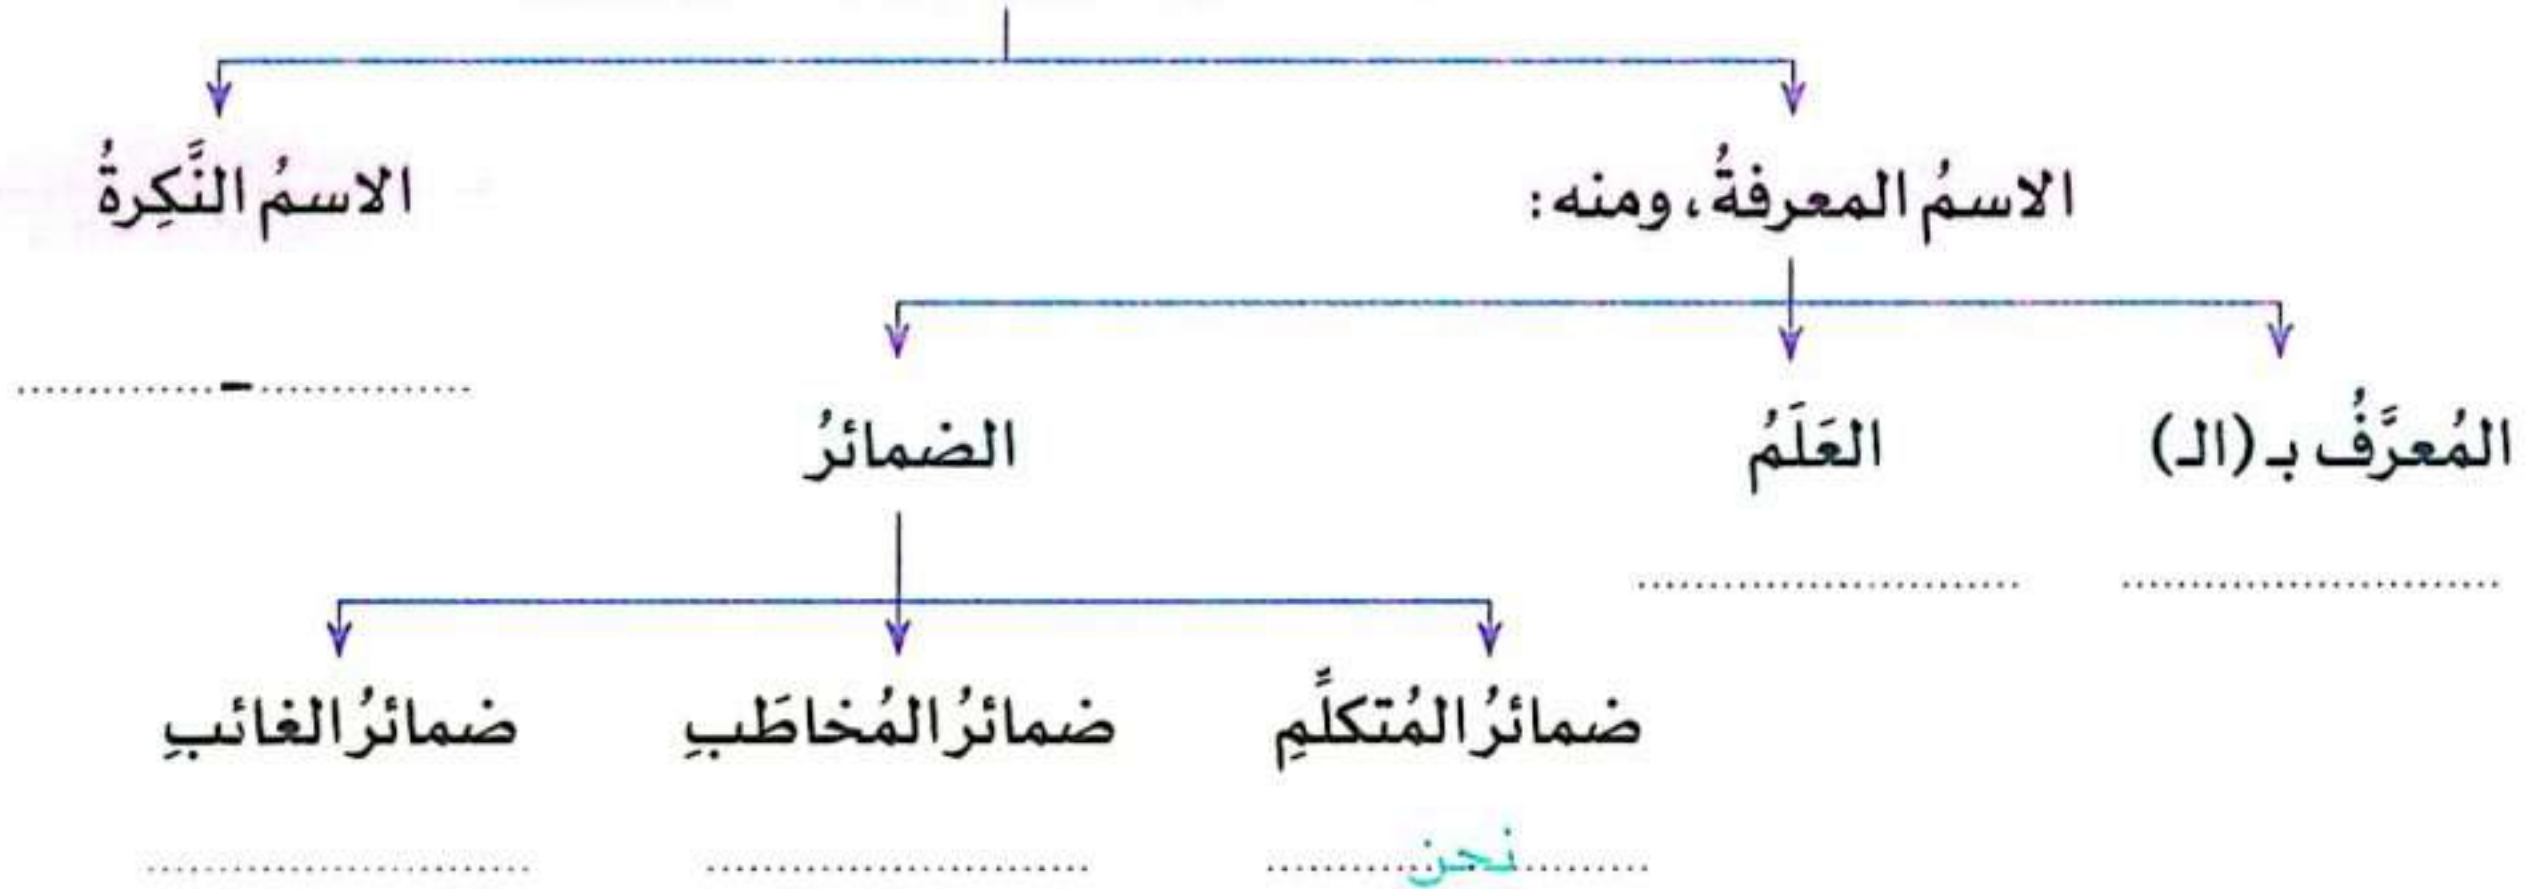 الاسمُ المعرفةُ، ومنه:
الاسمُ النَّكِرةُ
المُعرَّفُ بـ (الـ)
العَلَمُ
الضمائرُ
ضمائرُ المُتكلِّمِ
ضمائرُ المُخاطَبِ
ضمائرُ الغائبِ
نحن